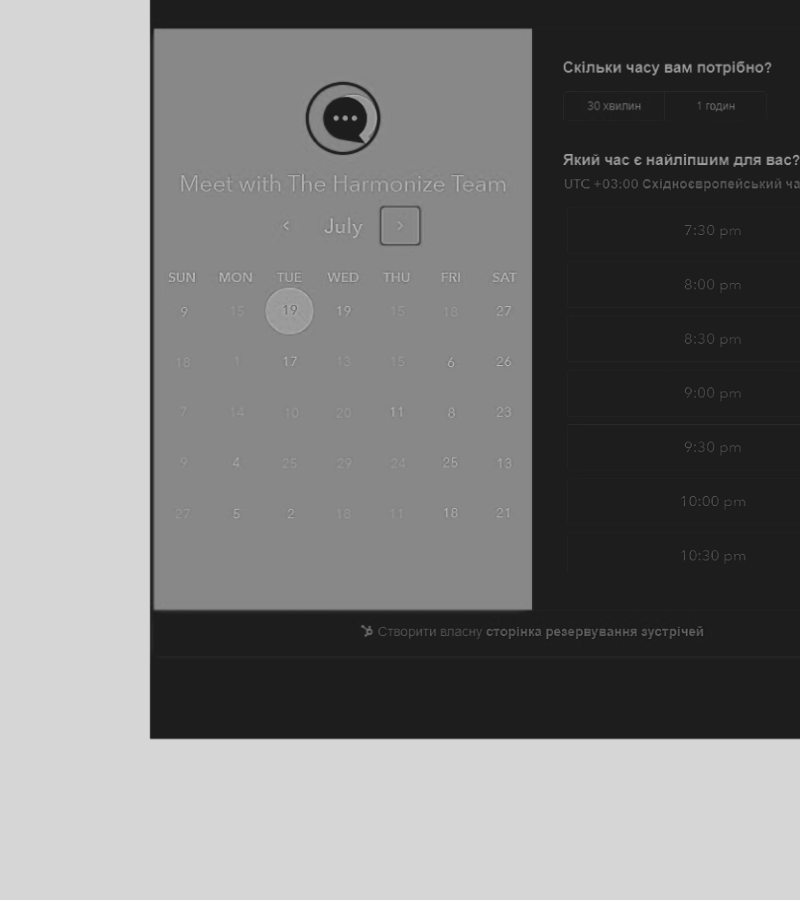 Meet with The Harmonize Team
July
SUN MON TUE WED THU FRI SAT
9 15 19 19 15 18 27
18 1 17 13 15 6 26
7 14 10 20 11 8 23
9 4 25 29 24 25 13
27 5 2 18 11 18 21
Скільки часу вам потрібно?
30 хвилин 1 годин
Який час є найліпшим для вас?
UTC +03:00 Східноєвропейський ча
7:30 pm
8:00 pm
8:30 pm
9:00 pm
9:30 pm
10:00 pm
10:30 pm
Створити власну сторінка резервування зустрічей